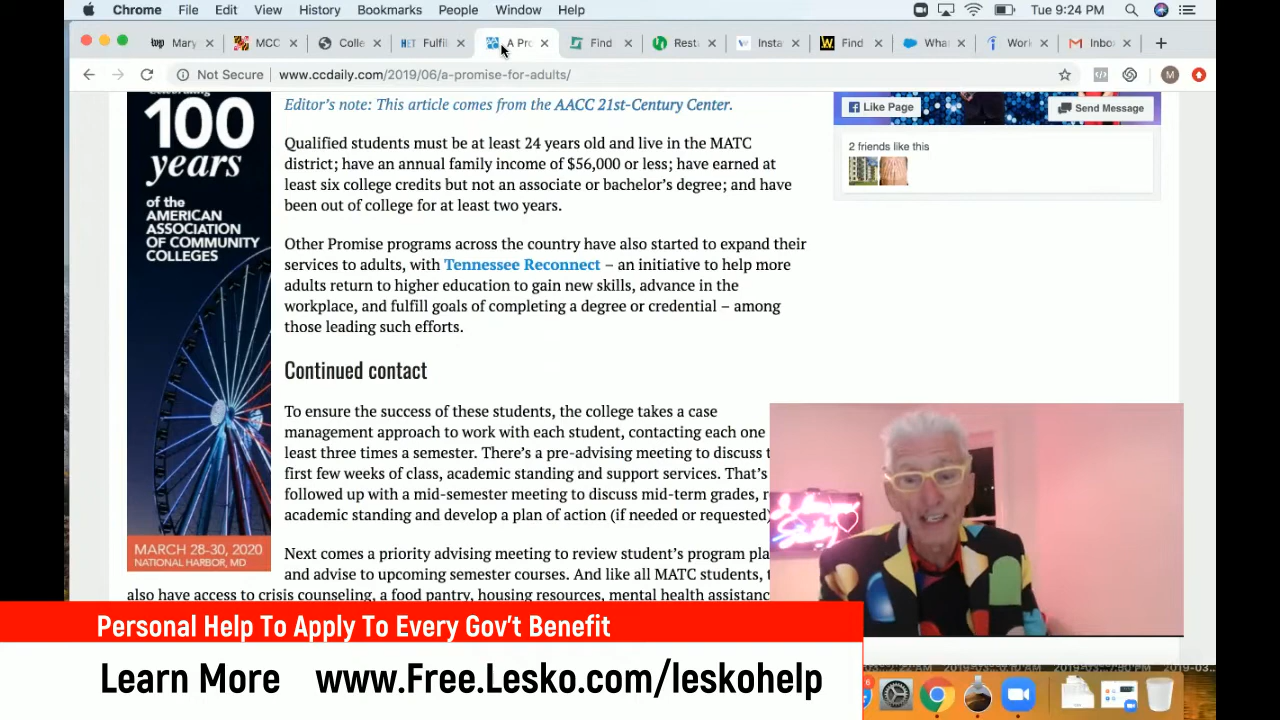 Chrome File Edit View History Bookmarks People Window Help Tue 9:24 PM
Mary MCC Colle Fulfil A Pro Find Rest Insta Find Wha Wor Inbo
Not Secure www.ccdaily.com/2019/06/a-promise-for-adults/
100
years
of the
AMERICAN
ASSOCIATION
OF COMMUNITY
COLLEGES
MARCH 28-30, 2020
NATIONAL HARBOR, MD
Editor's note: This article comes from the AACC 21st-Century Center.
Qualified students must be at least 24 years old and live in the MATC
district; have an annual family income of $56,000 or less; have earned at
least six college credits but not an associate or bachelor's degree; and have
been out of college for at least two years.
Other Promise programs across the country have also started to expand their
services to adults, with Tennessee Reconnect – an initiative to help more
adults return to higher education to gain new skills, advance in the
workplace, and fulfill goals of completing a degree or credential – among
those leading such efforts.
Continued contact
To ensure the success of these students, the college takes a case
management approach to work with each student, contacting each one
least three times a semester. There's a pre-advising meeting to discuss
first few weeks of class, academic standing and support services. That's
followed up with a mid-semester meeting to discuss mid-term grades,
academic standing and develop a plan of action (if needed or requested)
Next comes a priority advising meeting to review student's program pla
and advise to upcoming semester courses. And like all MATC students,
also have access to crisis counseling, a food pantry, housing resources, mental health assistanc
Like Page Send Message
2 friends like this
Personal Help To Apply To Every Gov't Benefit
Learn More www.Free.Lesko.com/leskohelp